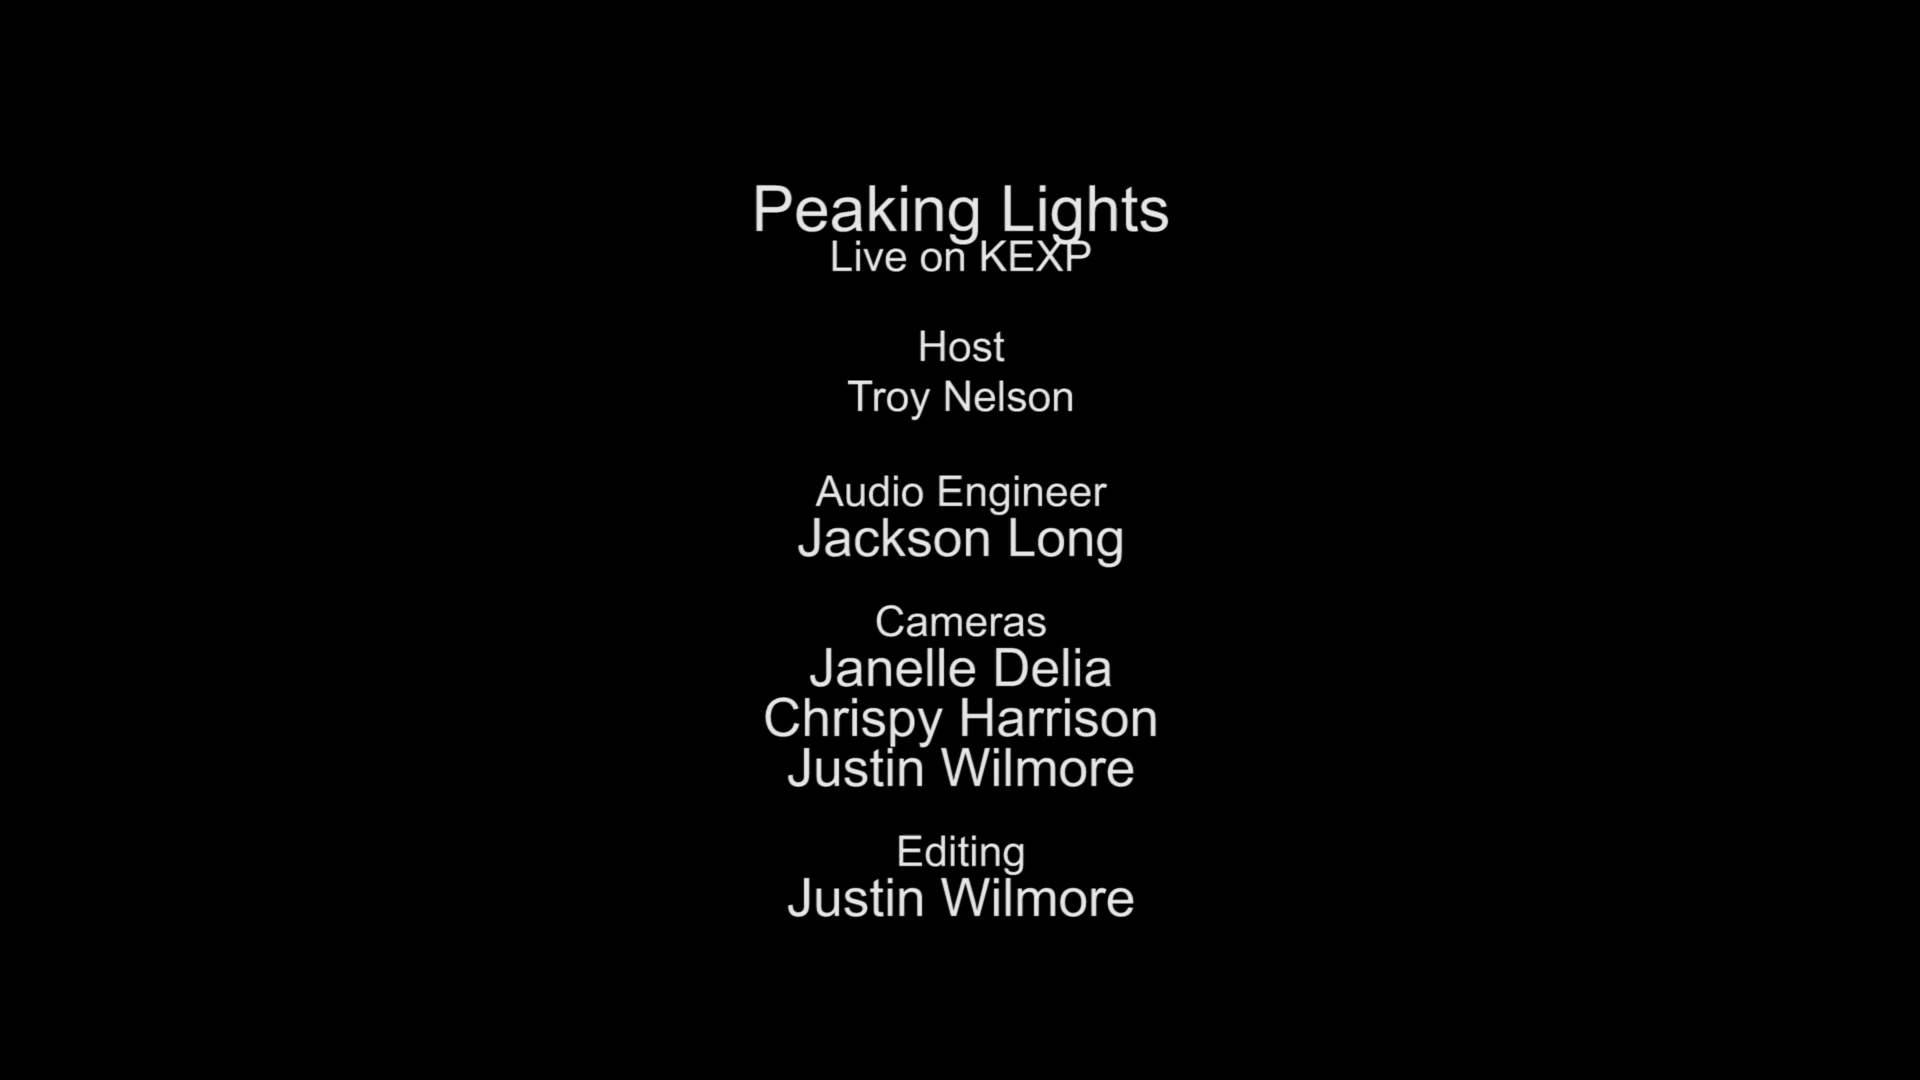 Peaking Lights
Live on KEXP
Host
Troy Nelson
Audio Engineer
Jackson Long
Cameras
Janelle Delia
Chrispy Harrison
Justin Wilmore
Editing
Justin Wilmore